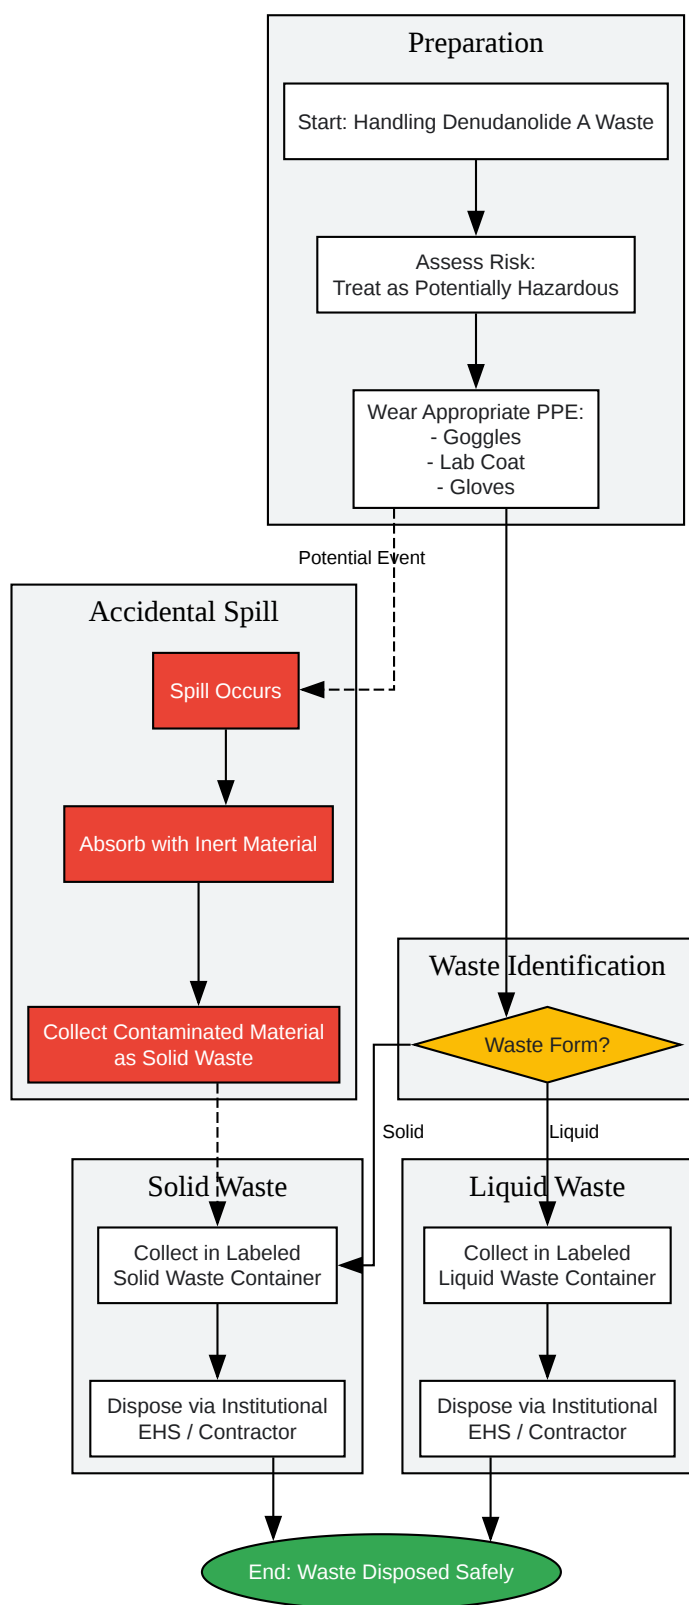 Preparation
Start: Handling Denudanolide A Waste
Assess Risk:
Treat as Potentially Hazardous
Wear Appropriate PPE:
- Goggles
- Lab Coat
- Gloves
Potential Event
Accidental Spill
Spill Occurs
Absorb with Inert Material
Collect Contaminated Material
as Solid Waste
Waste Identification
Waste Form?
Solid
Liquid
Solid Waste
Collect in Labeled
Solid Waste Container
Dispose via Institutional
EHS / Contractor
Liquid Waste
Collect in Labeled
Liquid Waste Container
Dispose via Institutional
EHS / Contractor
End: Waste Disposed Safely